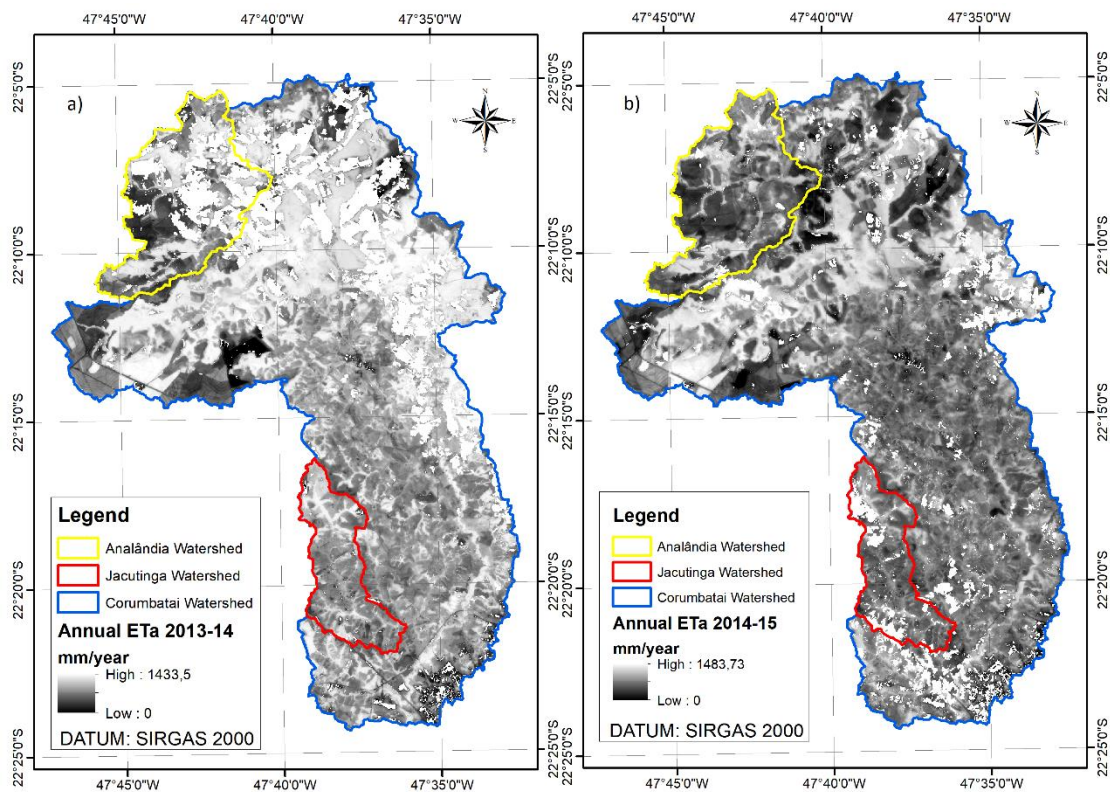 47°45'0"W 47°40'0"W 47°35'0"W
a)
N
W E
S
22°5'0"S 22°5'0"S
22°10'0"S 22°10'0"S
22°15'0"S 22°15'0"S
22°20'0"S 22°20'0"S
22°25'0"S 22°25'0"S
Legend
Analândia Watershed
Jacutinga Watershed
Corumbatai Watershed
Annual ETa 2013-14
mm/year
High : 1433,5
Low : 0
DATUM: SIRGAS 2000
47°45'0"W 47°40'0"W 47°35'0"W
47°45'0"W 47°40'0"W 47°35'0"W
b)
N
W E
S
22°5'0"S 22°5'0"S
22°10'0"S 22°10'0"S
22°15'0"S 22°15'0"S
22°20'0"S 22°20'0"S
22°25'0"S 22°25'0"S
Legend
Analândia Watershed
Jacutinga Watershed
Corumbatai Watershed
Annual ETa 2014-15
mm/year
High : 1483,73
Low : 0
DATUM: SIRGAS 2000
47°45'0"W 47°40'0"W 47°35'0"W